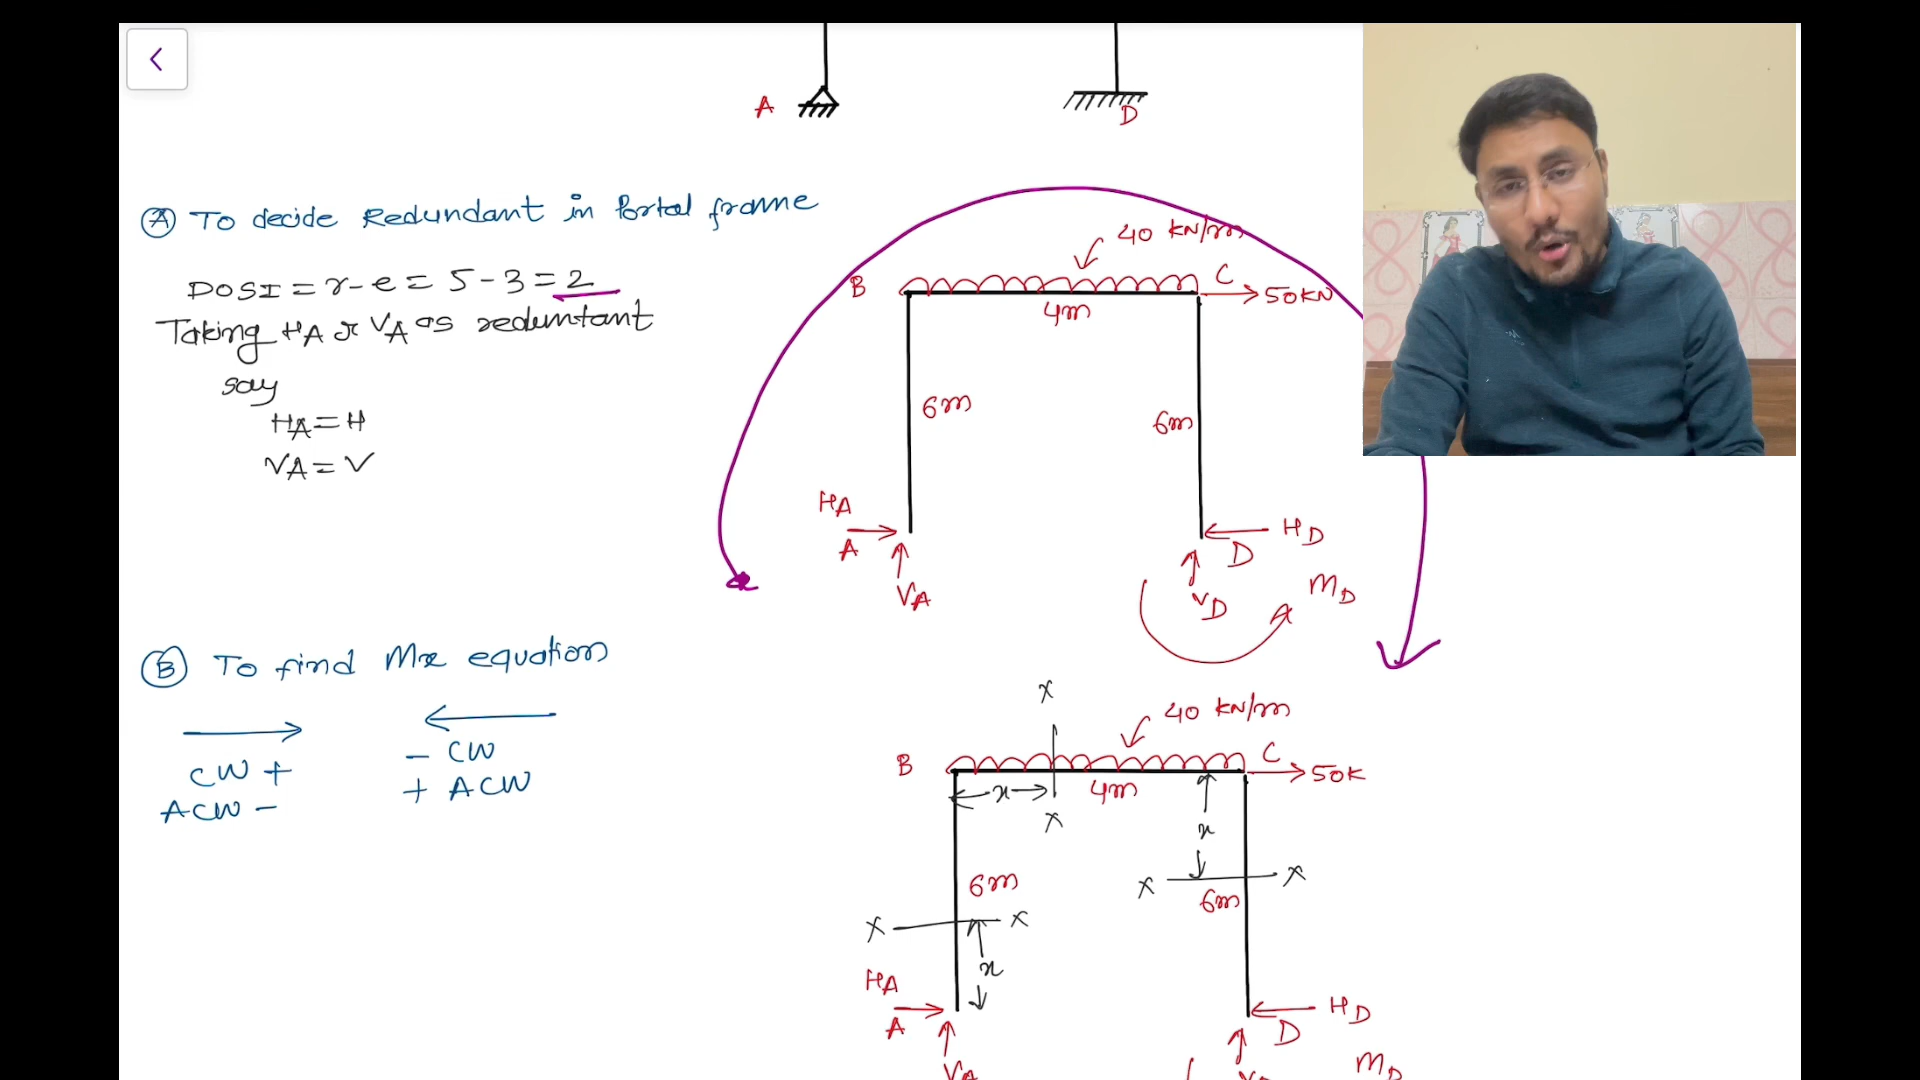 A
D
Ⓐ To decide Redundant in Portal frame
DOSI = r - e = 5 - 3 = 2
Taking HA & VA as reduntant
say
HA = H
VA = V
40 kN/m
B
C
50KN
4m
6m
6m
HA
A
VA
HD
D
VD
MD
Ⓑ To find Mx equation
CW +
ACW -
- CW
+ ACW
X
40 kN/m
B
C
50K
x
4m
X
x
6m
X
X
6m
X
X
x
HA
A
VA
HD
D
MD